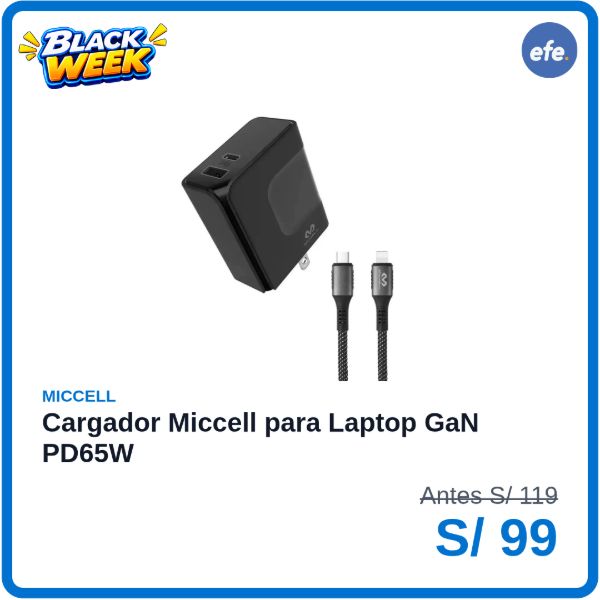 BLACK
WEEK
efe.
MICCELL
Cargador Miccell para Laptop GaN
PD65W
Antes S/ 119
S/ 99